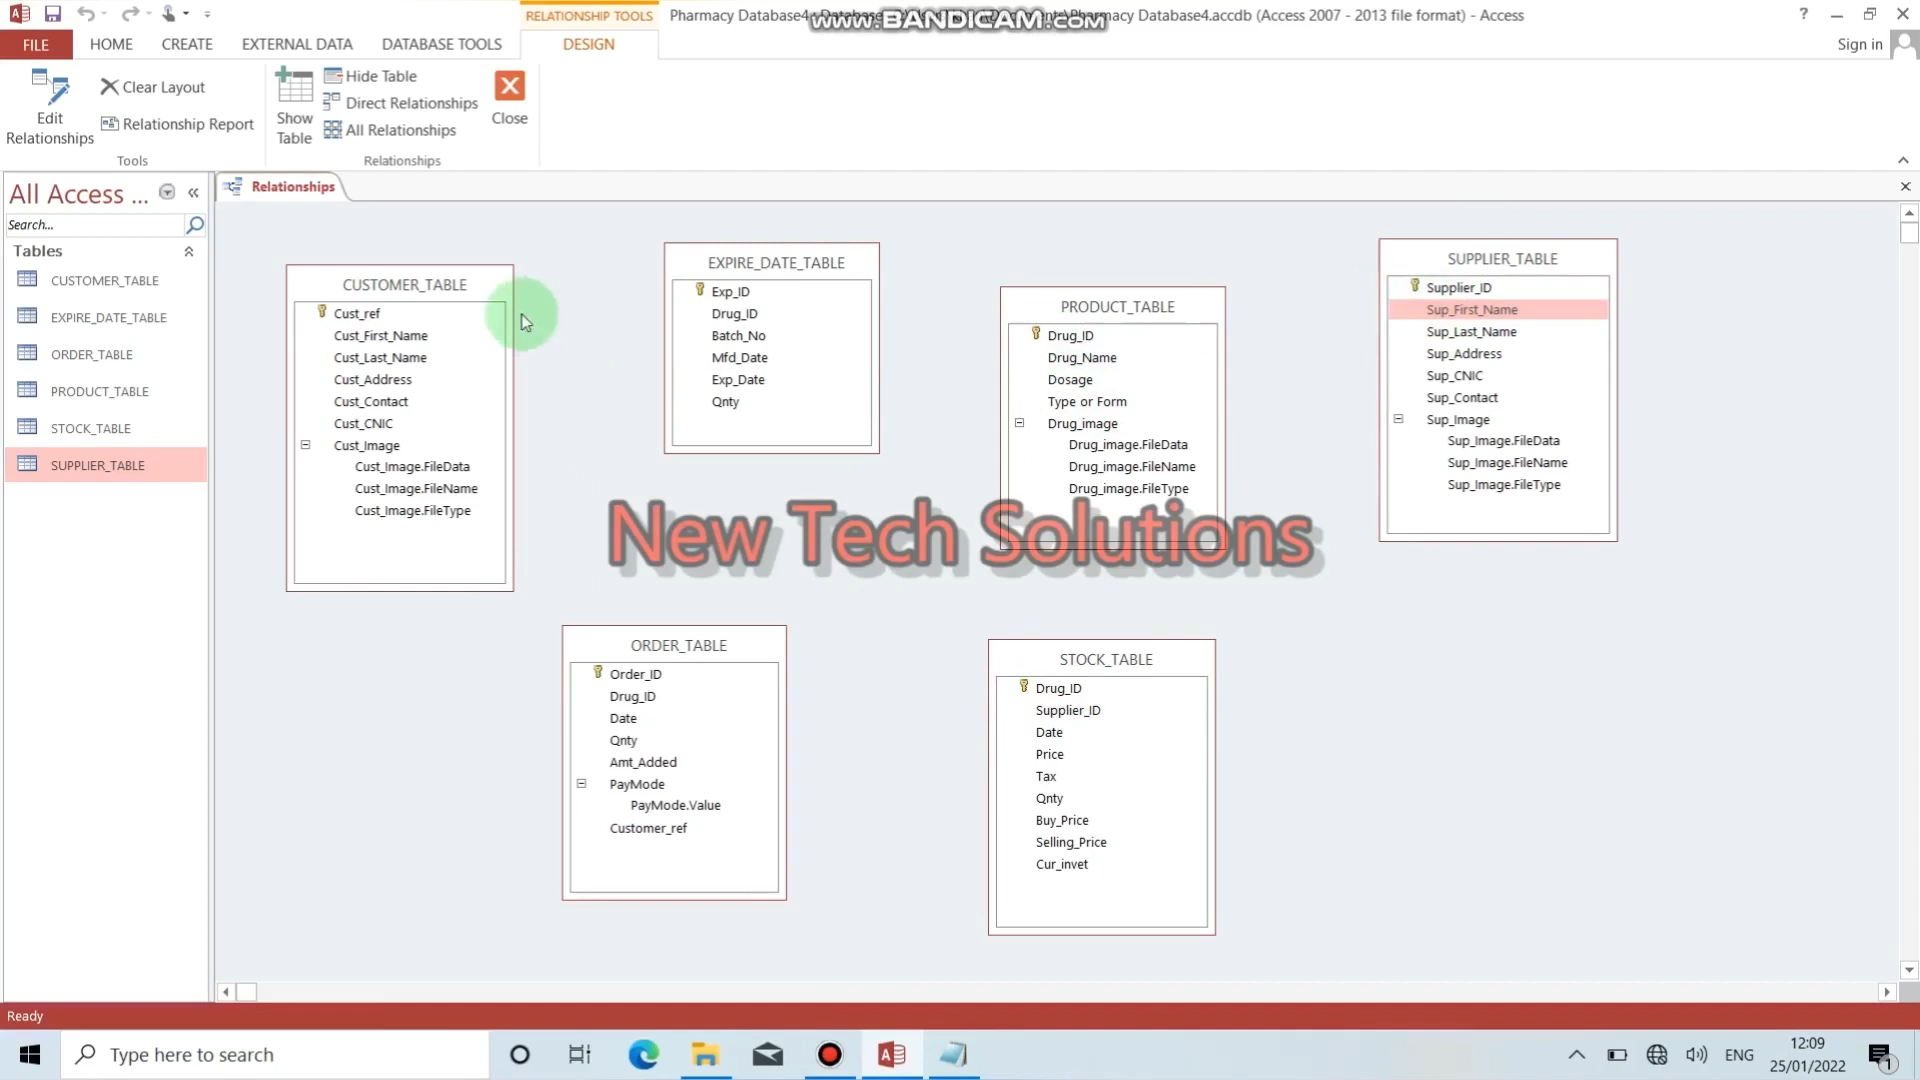 RELATIONSHIP TOOLS
Pharmacy Database4 : Database
Pharmacy Database4.accdb (Access 2007 - 2013 file format) - Access
www.BANDICAM.com
?
FILE
HOME
CREATE
EXTERNAL DATA
DATABASE TOOLS
DESIGN
Sign in
Edit
Relationships
Clear Layout
Relationship Report
Tools
Show
Table
Hide Table
Direct Relationships
All Relationships
Close
Relationships
All Access ...
Search...
Tables
CUSTOMER_TABLE
EXPIRE_DATE_TABLE
ORDER_TABLE
PRODUCT_TABLE
STOCK_TABLE
SUPPLIER_TABLE
Relationships
CUSTOMER_TABLE
Cust_ref
Cust_First_Name
Cust_Last_Name
Cust_Address
Cust_Contact
Cust_CNIC
Cust_Image
Cust_Image.FileData
Cust_Image.FileName
Cust_Image.FileType
EXPIRE_DATE_TABLE
Exp_ID
Drug_ID
Batch_No
Mfd_Date
Exp_Date
Qnty
PRODUCT_TABLE
Drug_ID
Drug_Name
Dosage
Type or Form
Drug_image
Drug_image.FileData
Drug_image.FileName
Drug_image.FileType
SUPPLIER_TABLE
Supplier_ID
Sup_First_Name
Sup_Last_Name
Sup_Address
Sup_CNIC
Sup_Contact
Sup_Image
Sup_Image.FileData
Sup_Image.FileName
Sup_Image.FileType
New Tech Solutions
ORDER_TABLE
Order_ID
Drug_ID
Date
Qnty
Amt_Added
PayMode
PayMode.Value
Customer_ref
STOCK_TABLE
Drug_ID
Supplier_ID
Date
Price
Tax
Qnty
Buy_Price
Selling_Price
Cur_invet
Ready
Type here to search
ENG
12:09
25/01/2022
1